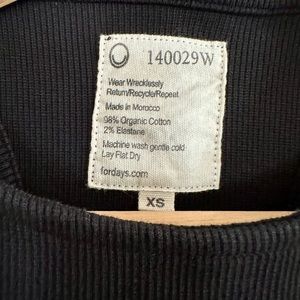 140029W
Wear Wrecklessly
Return/Recycle/Repeat
Made in Morocco
98% Organic Cotton
2% Elastane
Machine wash gentle cold
Lay Flat Dry
fordays.com
XS